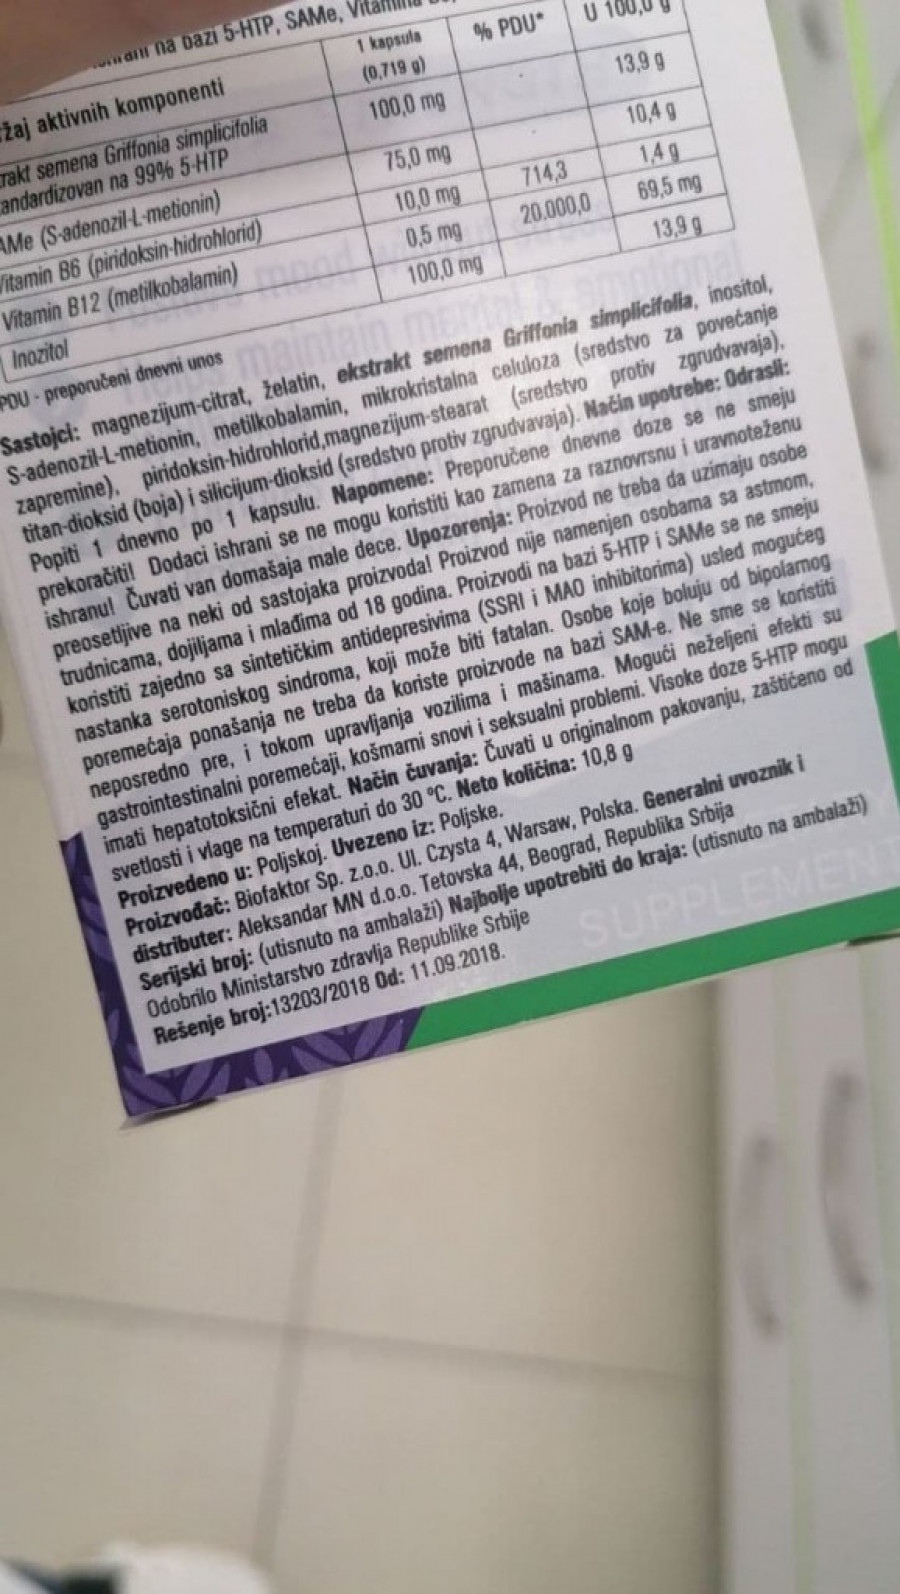 na bazi 5-HTP, SAMe,
žaj aktivnih komponenti
1 kapsula
(0,719 g)
% PDU*
U 100,0 g
semena Griffonia simplicifolia
andardizovan na 99% 5-HTP
100,0 mg
13,9 g
AMe (S-adenozil-L-metionin)
75,0 mg
10,4 g
Vitamin B6 (piridoksin-hidrohlorid)
10,0 mg
714,3
1,4 g
Vitamin B12 (metilkobalamin)
0,5 mg
20.000,0
69,5 mg
Inozitol
100,0 mg
13,9 g
PDU - preporučeni dnevni unos
Sastojci: magnezijum-citrat, želatin, ekstrakt semena Griffonia simplicifolia, inositol,
S-adenozil-L-metionin, metilkobalamin, mikrokristalna celuloza (sredstvo za povećanje
zapremine), piridoksin-hidrohlorid,magnezijum-stearat (sredstvo protiv zgrudvavaja),
titan-dioksid (boja) i silicijum-dioksid (sredstvo protiv zgrudvavaja). Način upotrebe: Odrasli:
Popiti 1 dnevno po 1 kapsulu. Napomene: Preporučene dnevne doze se ne smeju
prekoračiti! Dodaci ishrani se ne mogu koristiti kao zamena za raznovrsnu i uravnoteženu
ishranu! Čuvati van domašaja male dece. Upozorenja: Proizvod ne treba da uzimaju osobe
preosetljive na neki od sastojaka proizvoda! Proizvod nije namenjen osobama sa astmom,
trudnicama, dojiljama i mlađima od 18 godina. Proizvodi na bazi 5-HTP i SAMe se ne smeju
koristiti zajedno sa sintetičkim antidepresivima (SSRI i MAO inhibitorima) usled mogućeg
nastanka serotoniskog sindroma, koji može biti fatalan. Osobe koje boluju od bipolarnog
poremećaja ponašanja ne treba da koriste proizvode na bazi SAM-e. Ne sme se koristiti
neposredno pre, i tokom upravljanja vozilima i mašinama. Mogući neželjeni efekti su
gastrointestinalni poremećaji, košmarni snovi i seksualni problemi. Visoke doze 5-HTP mogu
imati hepatotoksični efekat. Način čuvanja: Čuvati u originalnom pakovanju, zaštićeno od
svetlosti i vlage na temperaturi do 30 °C. Neto količina: 10,8 g
Proizvedeno u: Poljskoj. Uvezeno iz: Poljske.
Proizvođač: Biofaktor Sp. z.o.o. Ul. Czysta 4, Warsaw, Polska. Generalni uvoznik i
distributer: Aleksandar MN d.o.o. Tetovska 44, Beograd, Republika Srbija
Serijski broj: (utisnuto na ambalaži) Najbolje upotrebiti do kraja: (utisnuto na ambalaži)
Odobrilo Ministarstvo zdravlja Republike Srbije
Rešenje broj:13203/2018 Od: 11.09.2018.
SUPPLEMENT